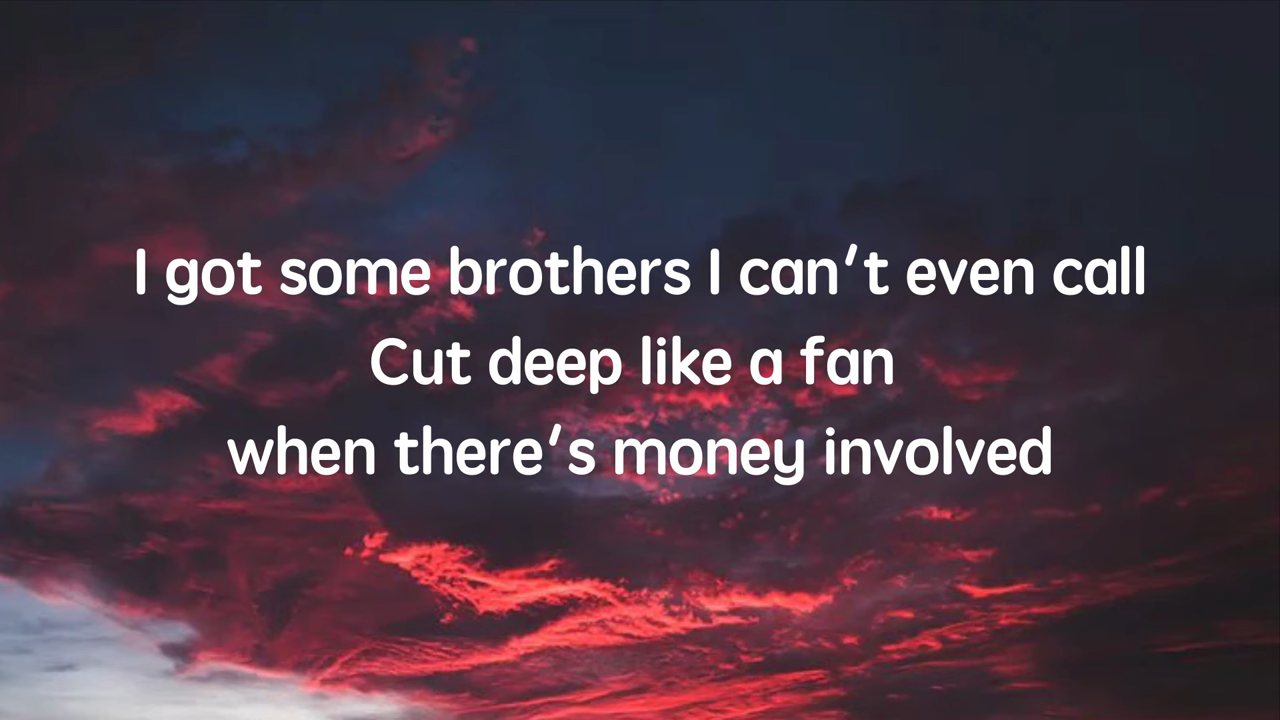 I got some brothers I can't even call
Cut deep like a fan
when there's money involved